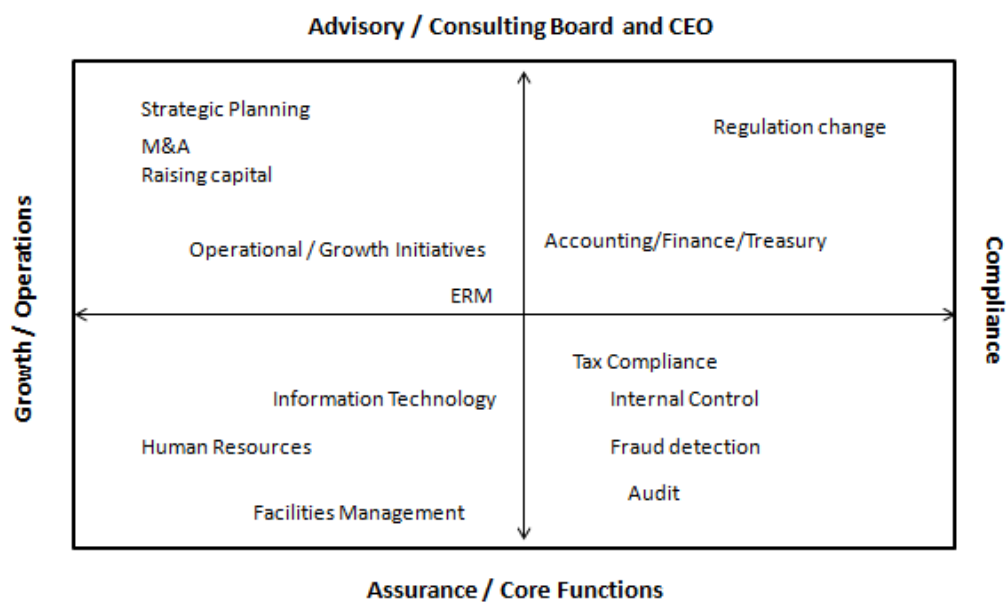 Advisory / Consulting Board and CEO
Strategic Planning
Regulation change
M&A
Raising capital
Operational / Growth Initiatives
Accounting/Finance/Treasury
ERM
Growth / Operations
Compliance
Tax Compliance
Information Technology
Internal Control
Human Resources
Fraud detection
Audit
Facilities Management
Assurance / Core Functions